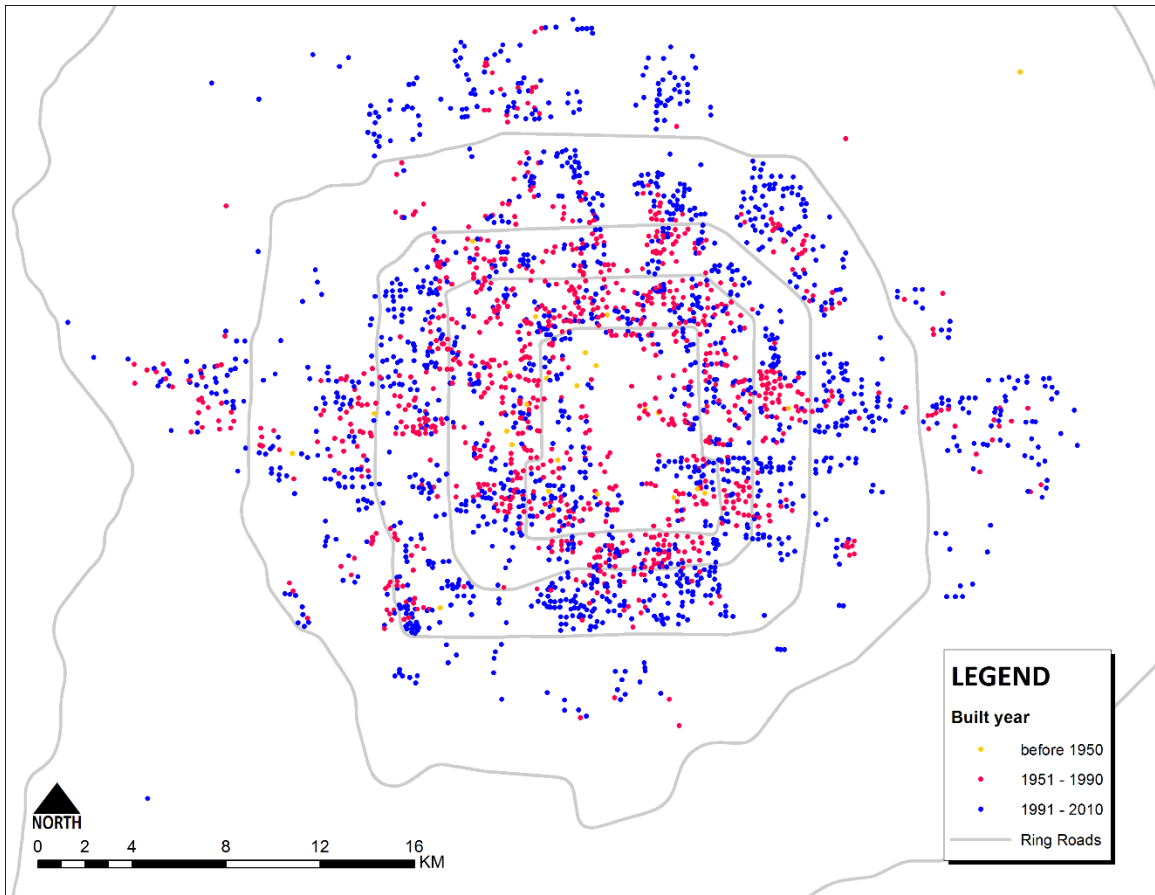 LEGEND
Built year
before 1950
1951 - 1990
1991 - 2010
Ring Roads
NORTH
0 2 4 8 12 16
KM